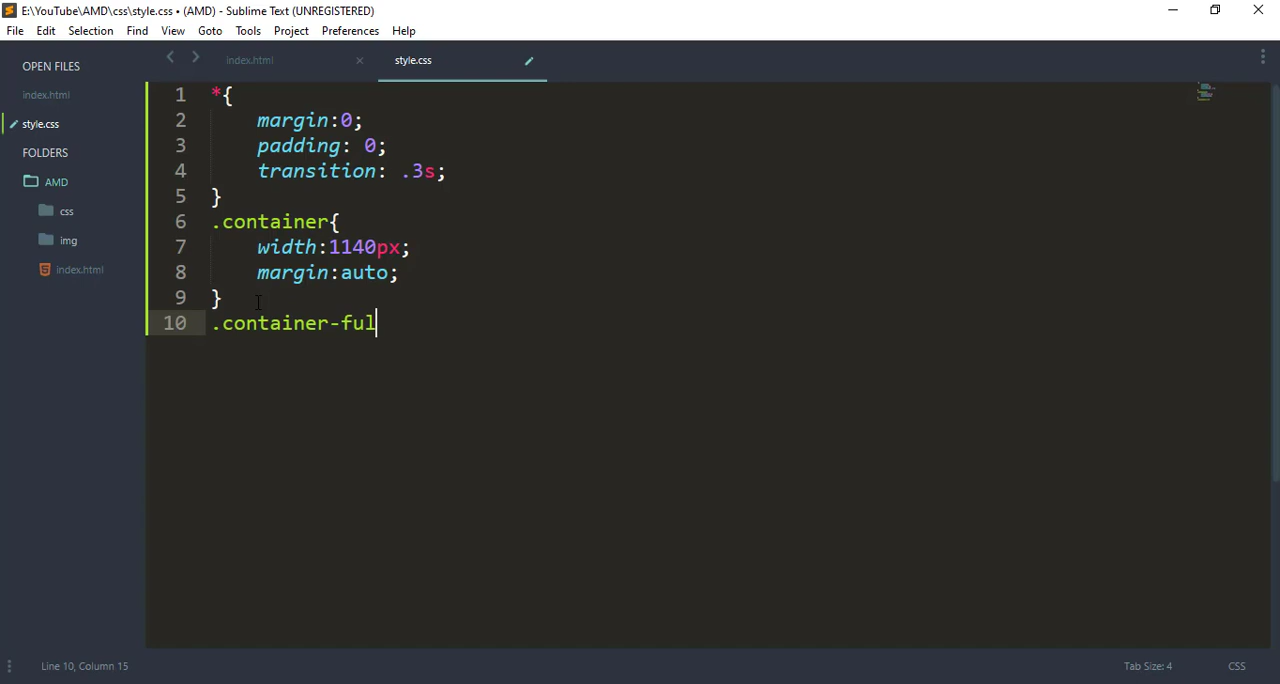 E:\YouTube\AMD\css\style.css • (AMD) - Sublime Text (UNREGISTERED)
File Edit Selection Find View Goto Tools Project Preferences Help
OPEN FILES
index.html
style.css
FOLDERS
AMD
css
img
index.html
index.html style.css
1 *{
2 margin:0;
3 padding: 0;
4 transition: .3s;
5 }
6 .container{
7 width:1140px;
8 margin:auto;
9 }
10 .container-ful
Line 10, Column 15
Tab Size: 4 CSS